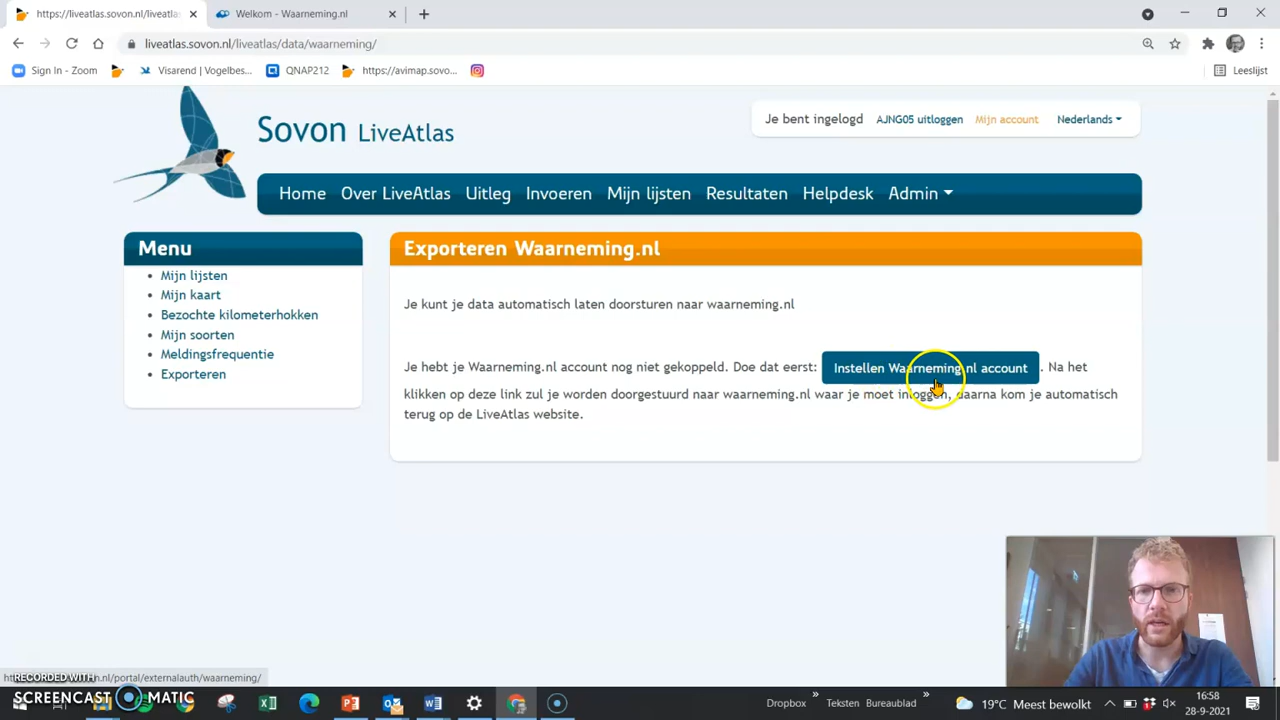 https://liveatlas.sovon.nl/liveatlas
Welkom - Waarneming.nl
liveatlas.sovon.nl/liveatlas/data/waarneming/
Sign In - Zoom
Visarend | Vogelbes...
QNAP212
https://avimap.sovo...
Leeslijst
Sovon LiveAtlas
Je bent ingelogd AJNG05 uitloggen Mijn account Nederlands
Home Over LiveAtlas Uitleg Invoeren Mijn lijsten Resultaten Helpdesk Admin
Menu
Mijn lijsten
Mijn kaart
Bezochte kilometerhokken
Mijn soorten
Meldingsfrequentie
Exporteren
Exporteren Waarneming.nl
Je kunt je data automatisch laten doorsturen naar waarneming.nl
Je hebt je Waarneming.nl account nog niet gekoppeld. Doe dat eerst: Instellen Waarneming.nl account . Na het
klikken op deze link zul je worden doorgestuurd naar waarneming.nl waar je moet inloggen, daarna kom je automatisch
terug op de LiveAtlas website.
n.nl/portal/externalauth/waarneming/
RECORDED WITH
SCREENCAST MATIC
Dropbox » Teksten Bureaublad »
19°C Meest bewolkt
16:58
28-9-2021